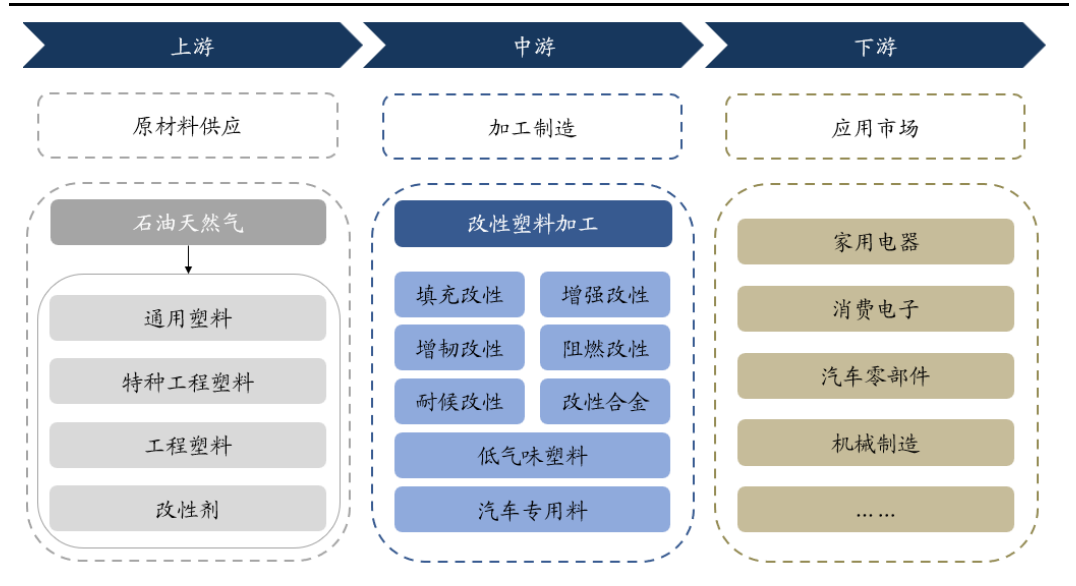 上游
中游
下游
原材料供应
加工制造
应用市场
石油天然气
通用塑料
特种工程塑料
工程塑料
改性剂
改性塑料加工
填充改性
增强改性
增韧改性
阻燃改性
耐候改性
改性合金
低气味塑料
汽车专用料
家用电器
消费电子
汽车零部件
机械制造
……